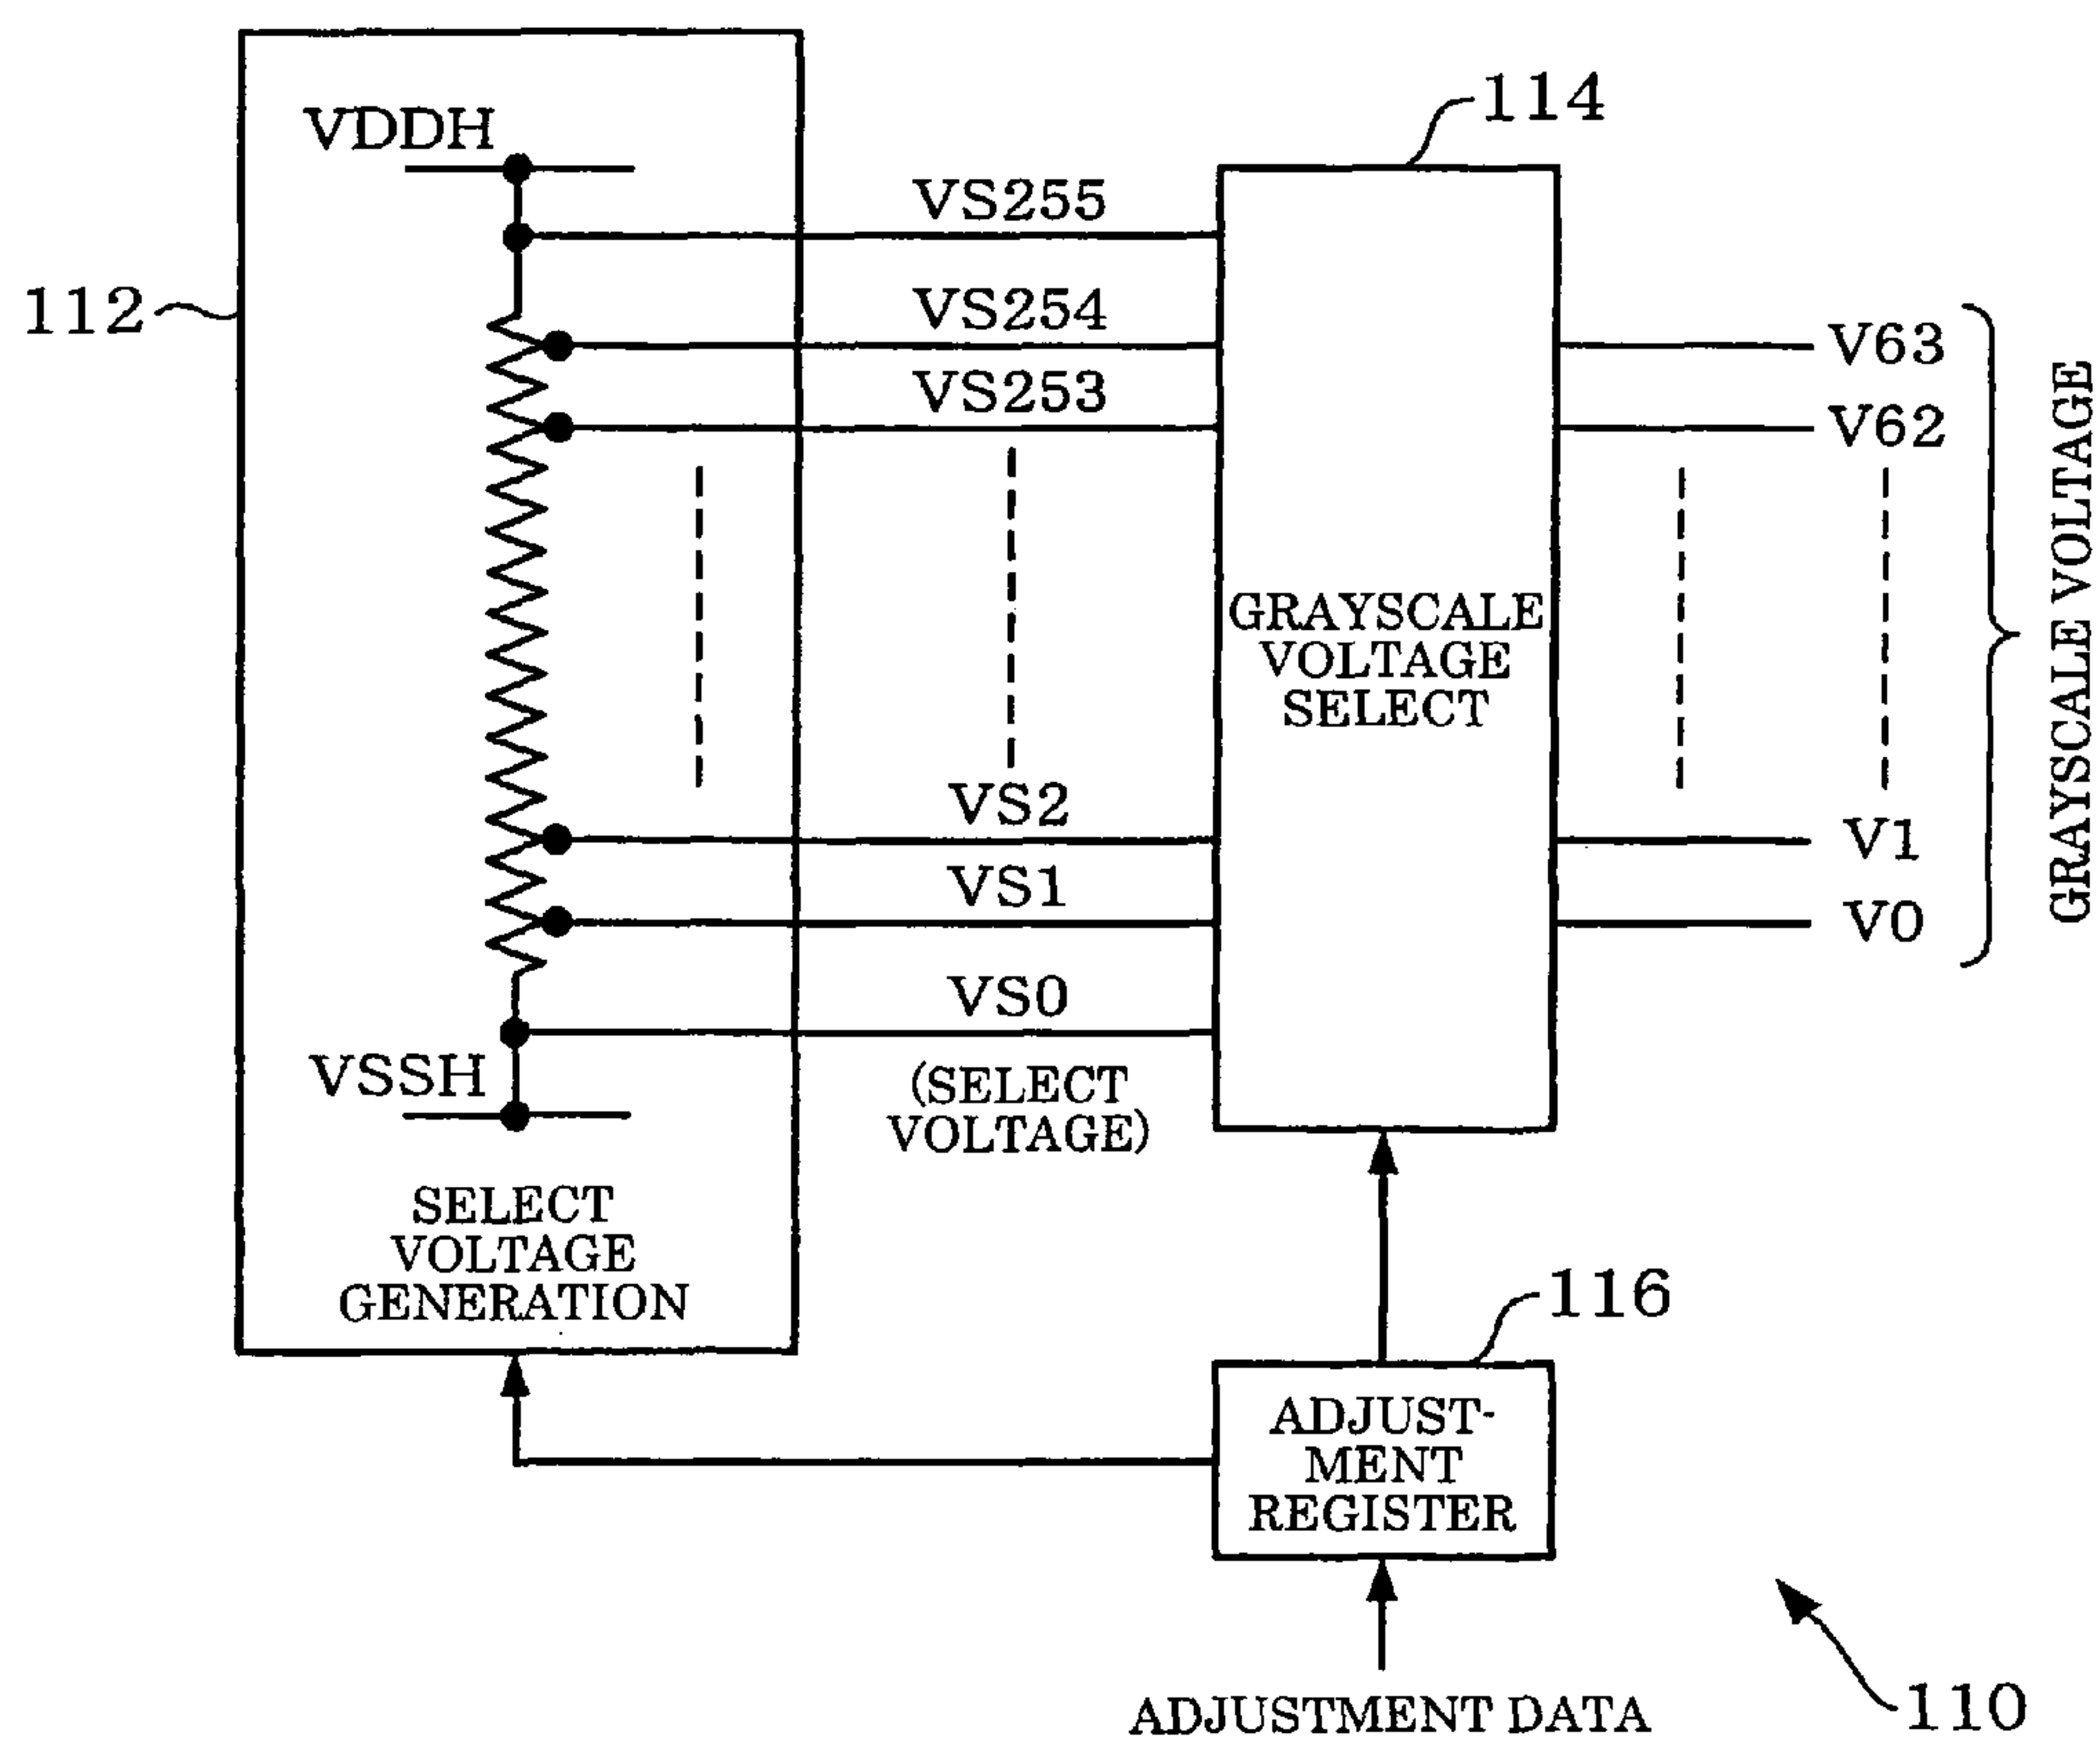 114
VDDH
VS255
112
VS254
VS253
V63
V62
GRAYSCALE
VOLTAGE
SELECT
GRAYSCALE VOLTAGE
VS2
VS1
VS0
V1
V0
VSSH
(SELECT
VOLTAGE)
SELECT
VOLTAGE
GENERATION
116
ADJUST-
MENT
REGISTER
ADJUSTMENT DATA
110